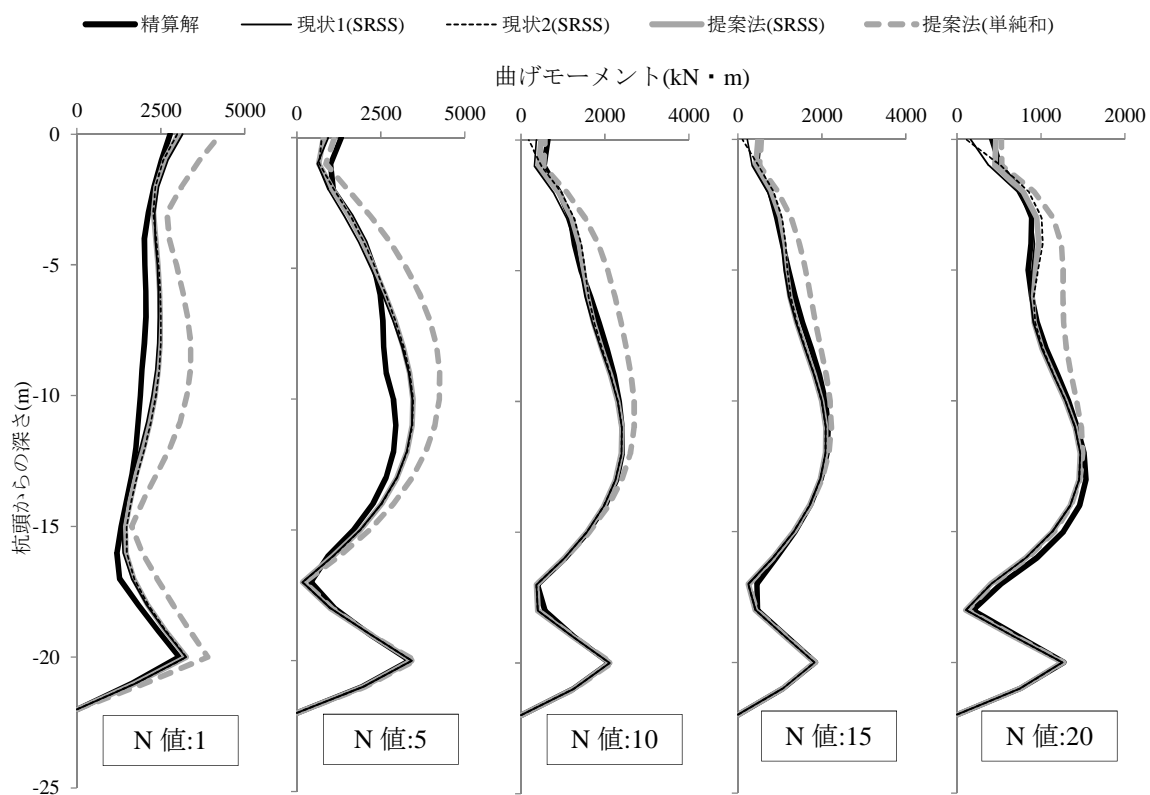 精算解 現状1(SRSS) 現状2(SRSS) 提案法(SRSS) 提案法(単純和)
曲げモーメント(kN・m)
0 2500 5000 0 2500 5000 0 2000 4000 0 2000 4000 0 1000 2000
0
-5
-10
-15
-20
-25
杭頭からの深さ(m)
N 値:1 N 値:5 N 値:10 N 値:15 N 値:20